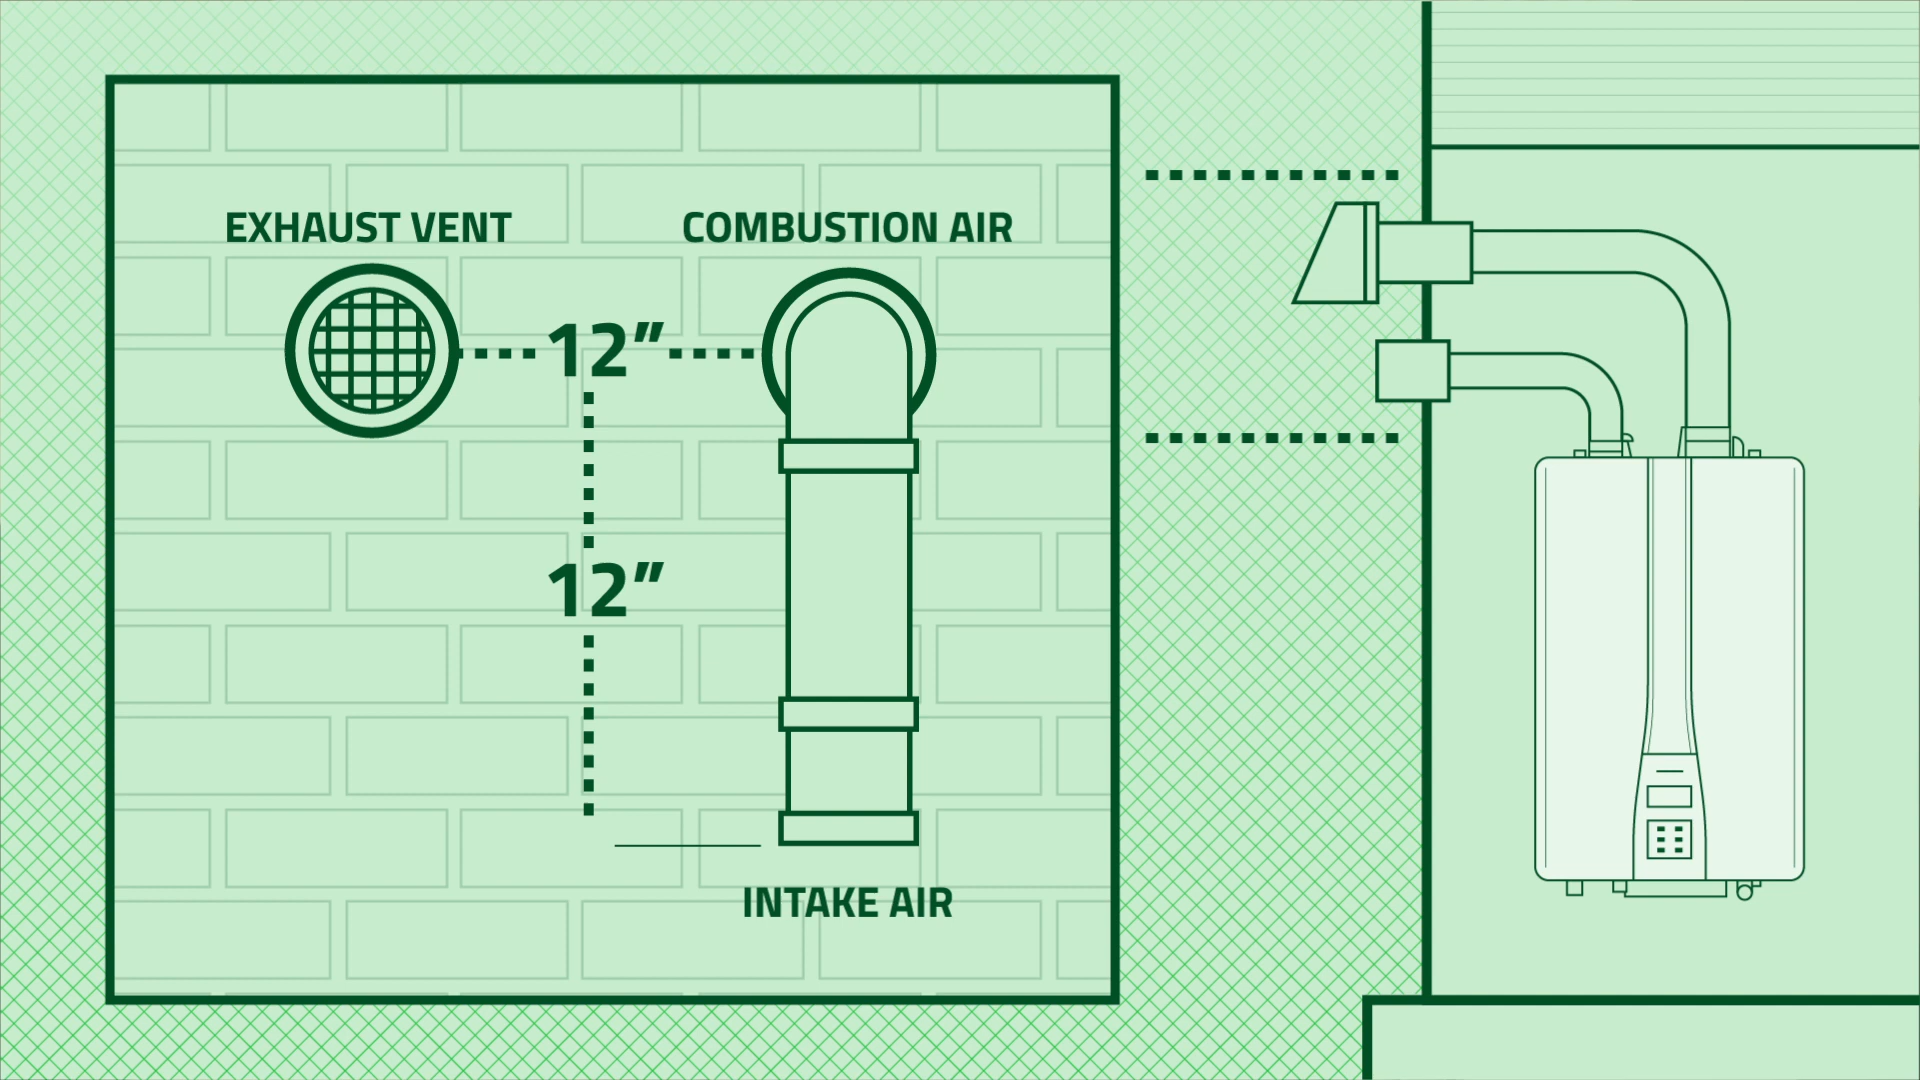 EXHAUST VENT
COMBUSTION AIR
12”
12”
INTAKE AIR